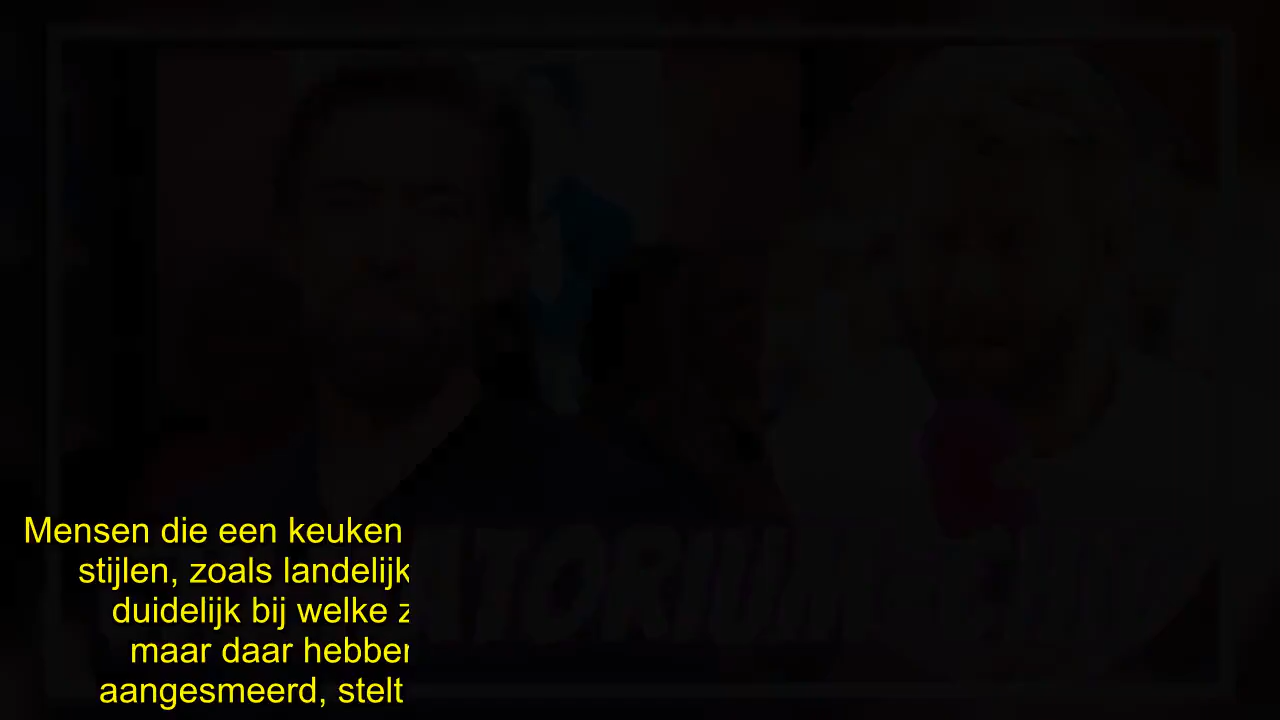 Mensen die een keuken
stijlen, zoals landelijk
duidelijk bij welke
maar daar hebben
aangesmeerd, stelt